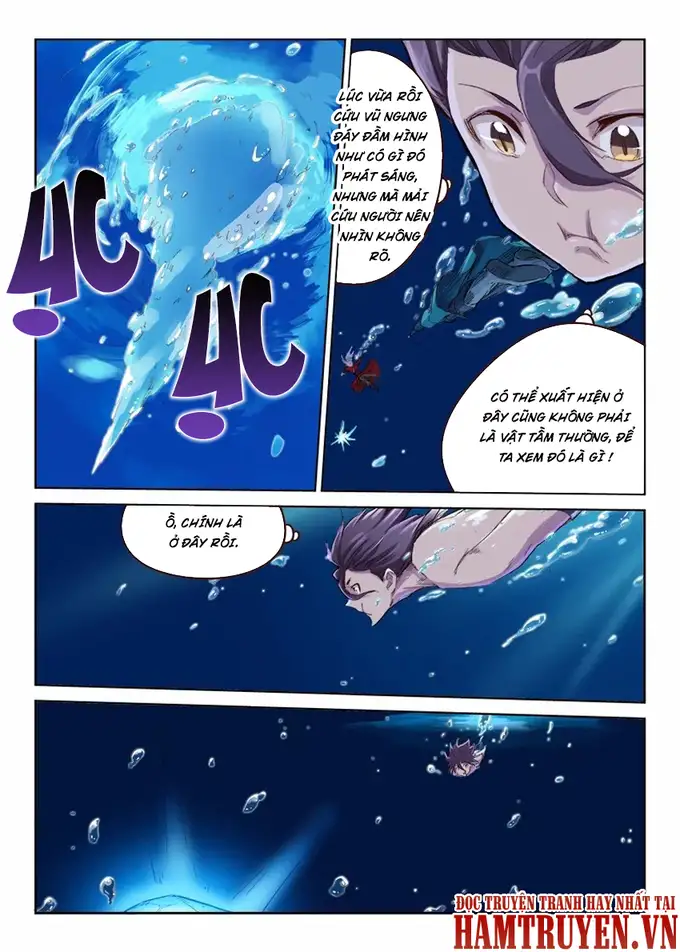 ỤC
ỤC
LÚC VỪA RỒI
CỨU VŨ NGƯNG
ĐÁY ĐẦM HÌNH
NHƯ CÓ GÌ ĐÓ
PHÁT SÁNG,
NHƯNG MÀ MẢI
CỨU NGƯỜI NÊN
NHÌN KHÔNG
RÕ.
CÓ THỂ XUẤT HIỆN Ở
ĐÂY CŨNG KHÔNG PHẢI
LÀ VẬT TẦM THƯỜNG, ĐỂ
TA XEM ĐÓ LÀ GÌ !
Ồ, CHÍNH LÀ
Ở ĐÂY RỒI.
ĐỌC TRUYỆN TRANH HAY NHẤT TẠI
HAMTRUYEN.VN